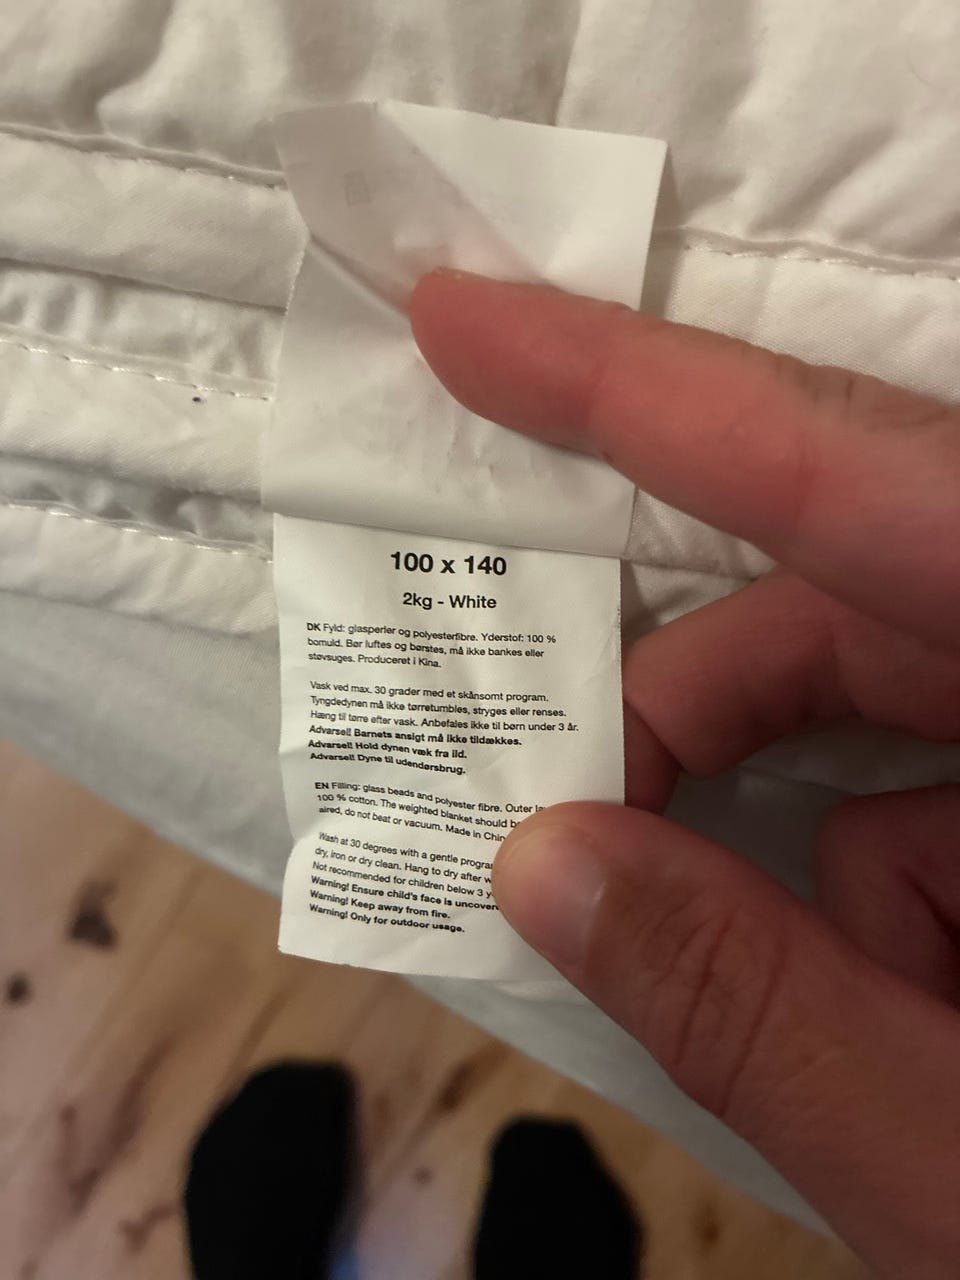 100 x 140
2kg - White
DK Fyld: glasperler og polyesterfibre. Yderstof: 100 %
bomuld. Bør luftes og børstes, må ikke bankes eller
støvsuges. Produceret i Kina.
Vask ved max. 30 grader med et skånsomt program.
Tyngdedynen må ikke tørretumbles, stryges eller renses.
Hæng til tørre efter vask. Anbefales ikke til børn under 3 år.
Advarsel! Barnets ansigt må ikke tildækkes.
Advarsel! Hold dynen væk fra ild.
Advarsel! Dyne til udendørsbrug.
EN Filling: glass beads and polyester fibre. Outer
100 % cotton. The weighted blanket should
aired, do not beat or vacuum. Made in
Wash at 30 degrees with a gentle
dry, iron or dry clean. Hang to dry after
Not recommended for children below 3
Warning! Ensure child's face is
Warning! Keep away from fire.
Warning! Only for outdoor usage.